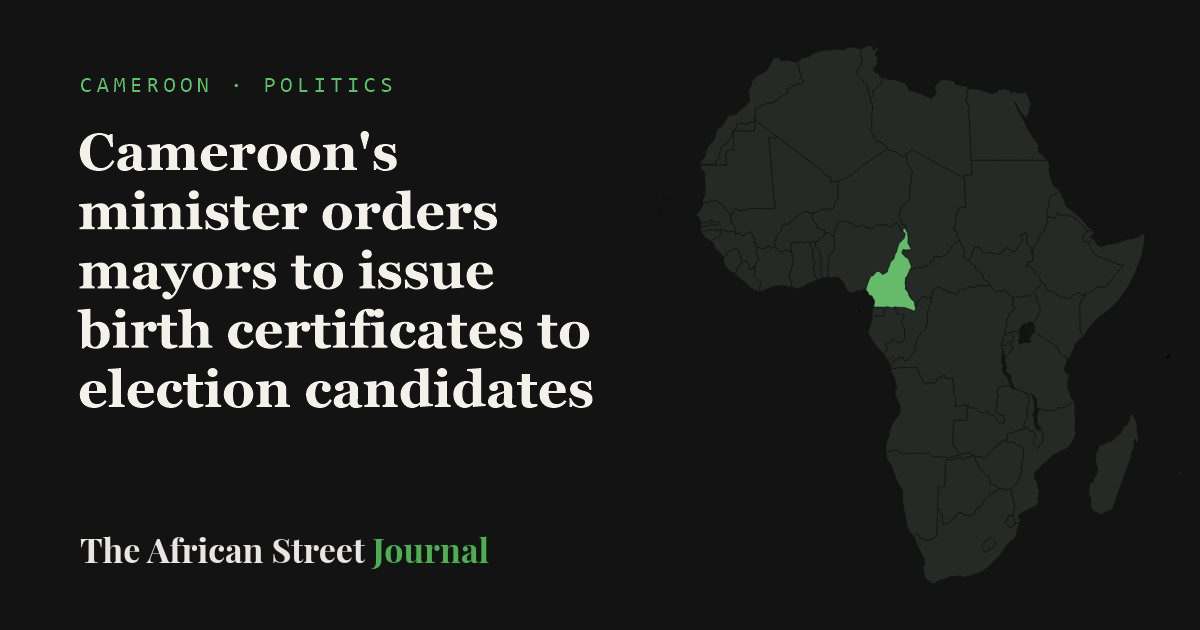 CAMEROON · POLITICS
Cameroon's
minister orders
mayors to issue
birth certificates to
election candidates
The African Street Journal